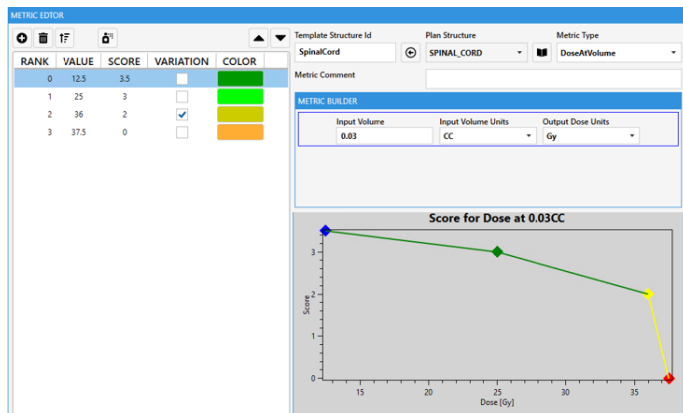 METRIC EDITOR
RANK VALUE SCORE VARIATION COLOR
0 12.5 3.5
1 25 3
2 36 2
3 37.5 0
Template Structure Id Plan Structure Metric Type
SpinalCord SPINAL_CORD DoseAtVolume
Metric Comment
METRIC BUILDER
Input Volume Input Volume Units Output Dose Units
0.03 CC Gy
Score for Dose at 0.03CC
3
2
1
0
Score
15 20 25 30 35
Dose [Gy]